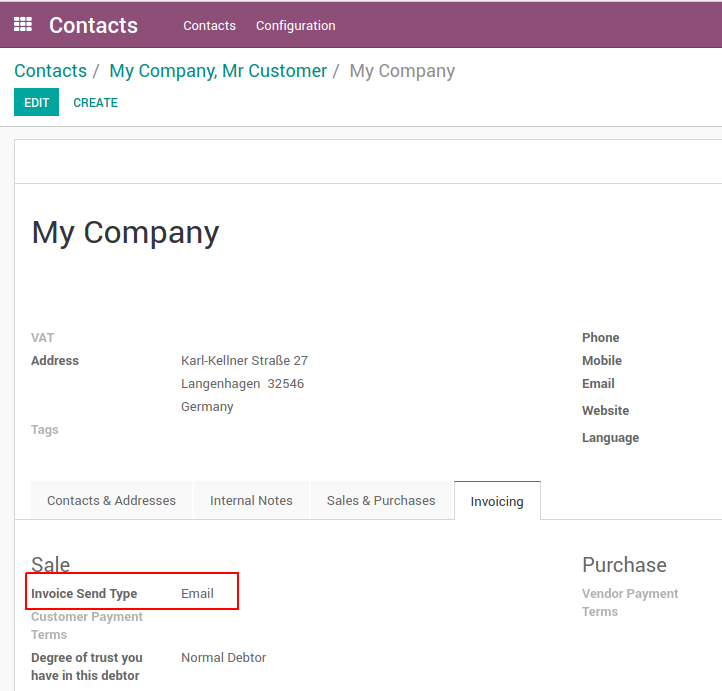 Contacts Contacts Configuration
Contacts / My Company, Mr Customer / My Company
EDIT CREATE
My Company
VAT
Phone
Address Karl-Kellner Straße 27
Mobile
Langenhagen 32546
Email
Germany
Website
Tags
Language
Contacts & Addresses Internal Notes Sales & Purchases Invoicing
Sale
Invoice Send Type Email
Customer Payment
Terms
Degree of trust you Normal Debtor
have in this debtor
Purchase
Vendor Payment
Terms